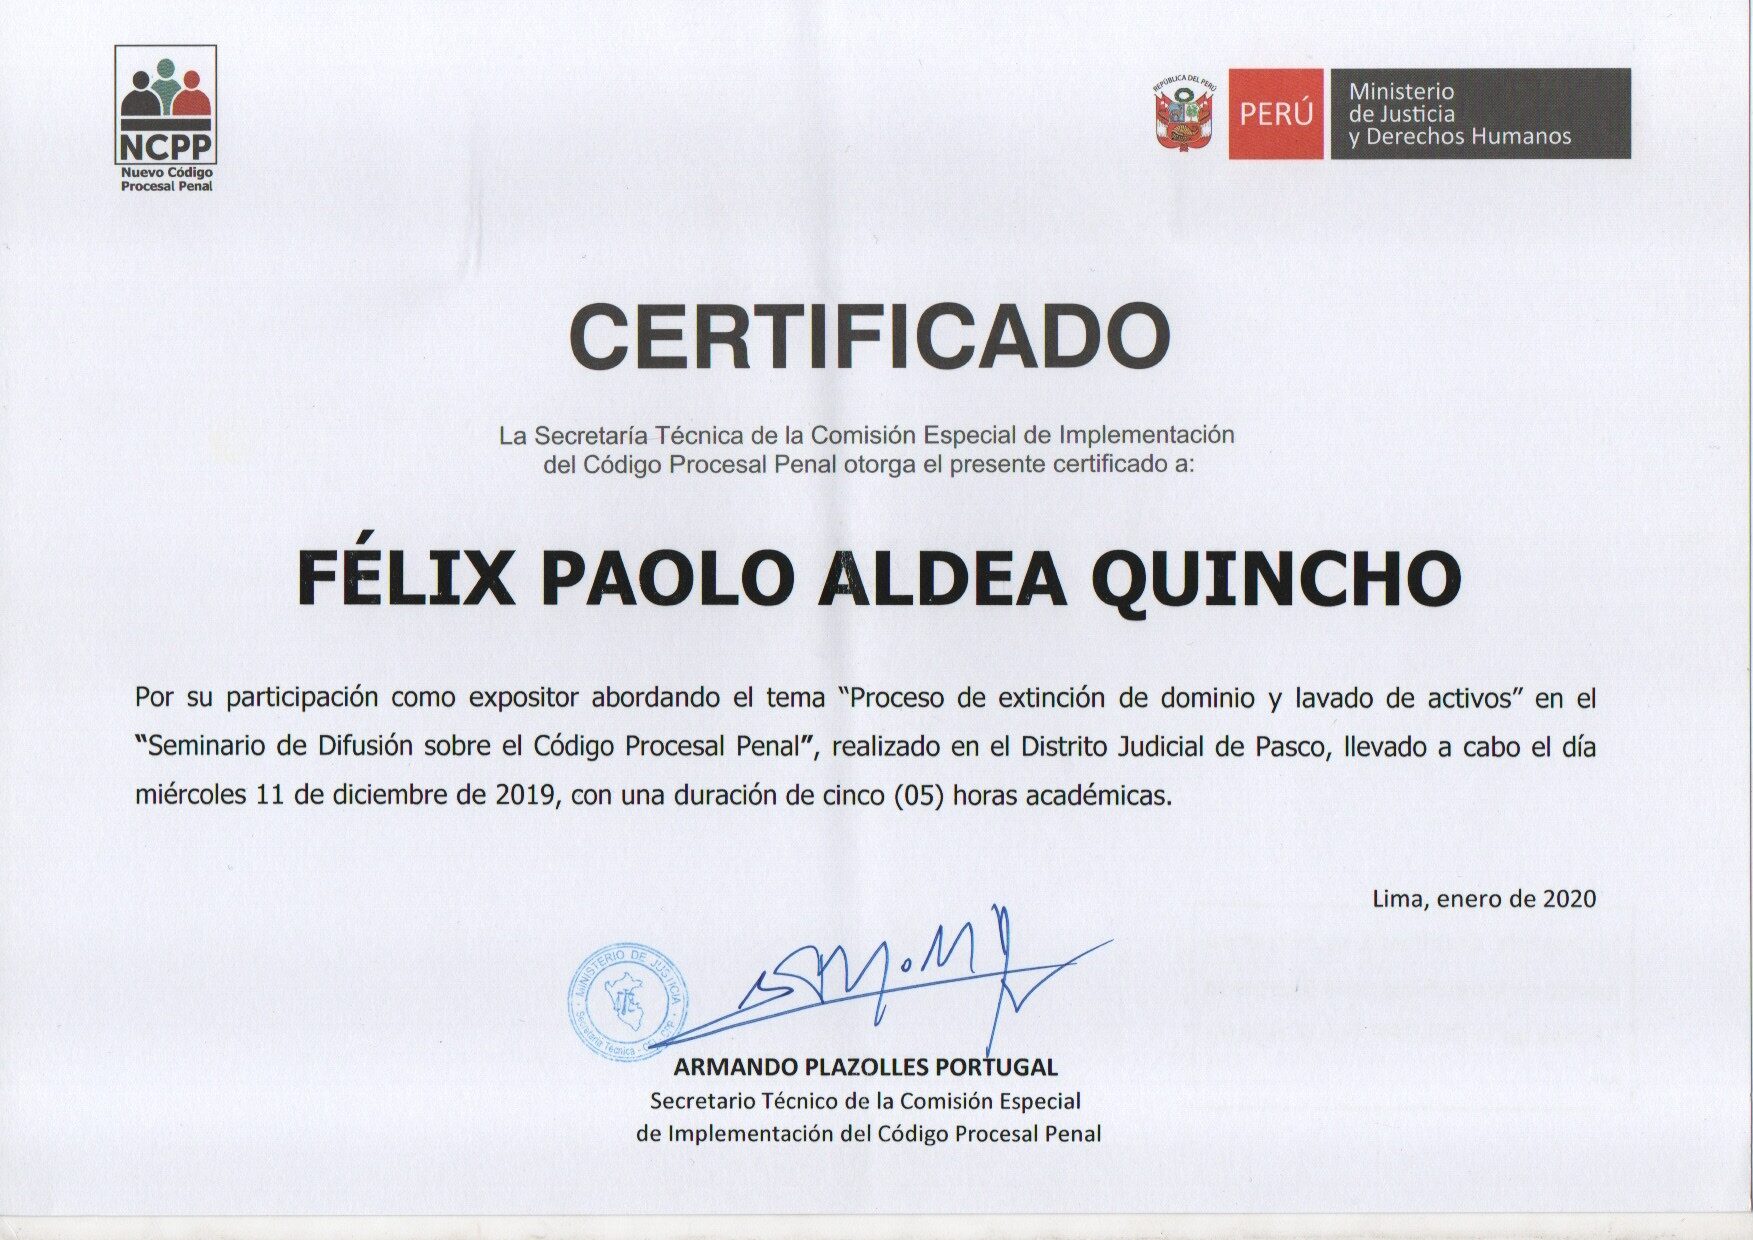 NCPP
Nuevo Código
Procesal Penal
REPÚBLICA DEL PERÚ
PERÚ
Ministerio
de Justicia
y Derechos Humanos
CERTIFICADO
La Secretaría Técnica de la Comisión Especial de Implementación
del Código Procesal Penal otorga el presente certificado a:
FÉLIX PAOLO ALDEA QUINCHO
Por su participación como expositor abordando el tema “Proceso de extinción de dominio y lavado de activos” en el
“Seminario de Difusión sobre el Código Procesal Penal”, realizado en el Distrito Judicial de Pasco, llevado a cabo el día
miércoles 11 de diciembre de 2019, con una duración de cinco (05) horas académicas.
Lima, enero de 2020
MINISTERIO DE JUSTICIA
Secretaría Técnica
ARMANDO PLAZOLLES PORTUGAL
Secretario Técnico de la Comisión Especial
de Implementación del Código Procesal Penal